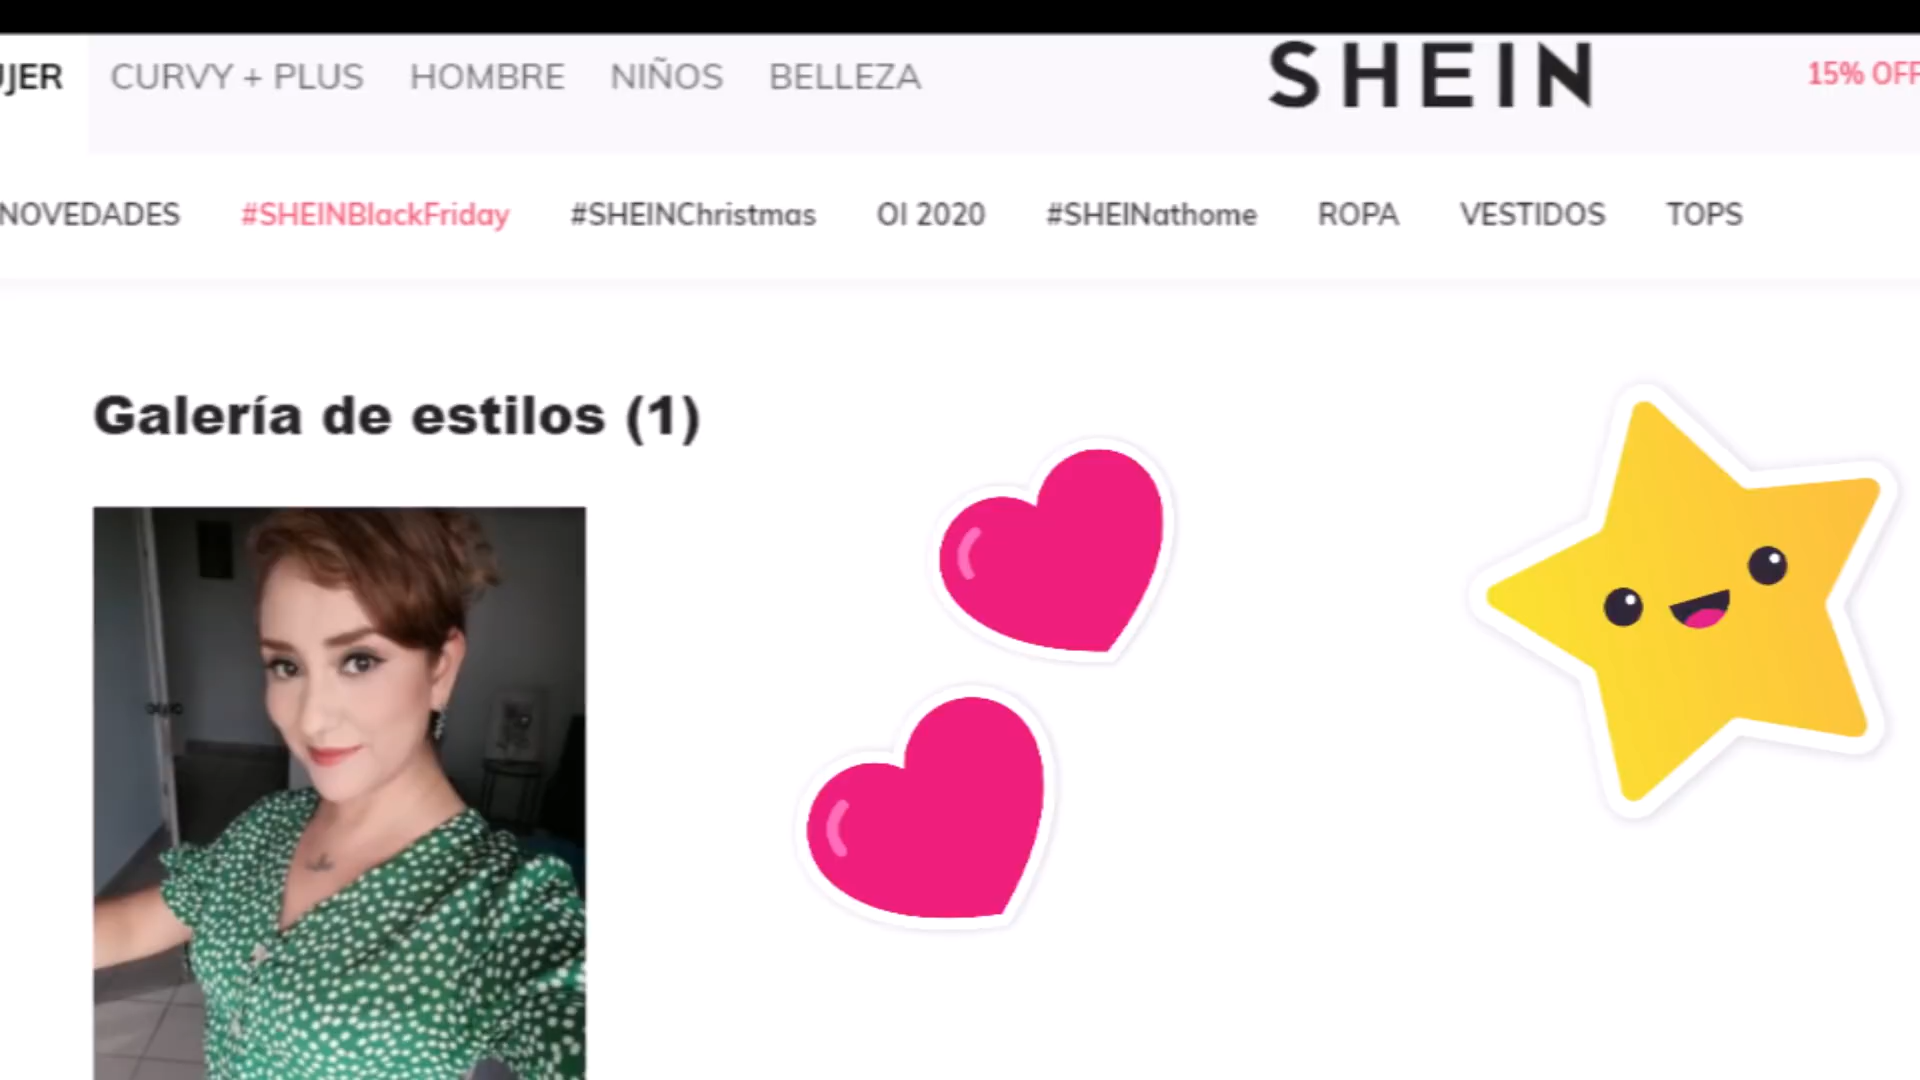 UJER CURVY + PLUS HOMBRE NIÑOS BELLEZA SHEIN 15% OFF
NOVEDADES #SHEINBlackFriday #SHEINChristmas OI 2020 #SHEINathome ROPA VESTIDOS TOPS
Galería de estilos (1)